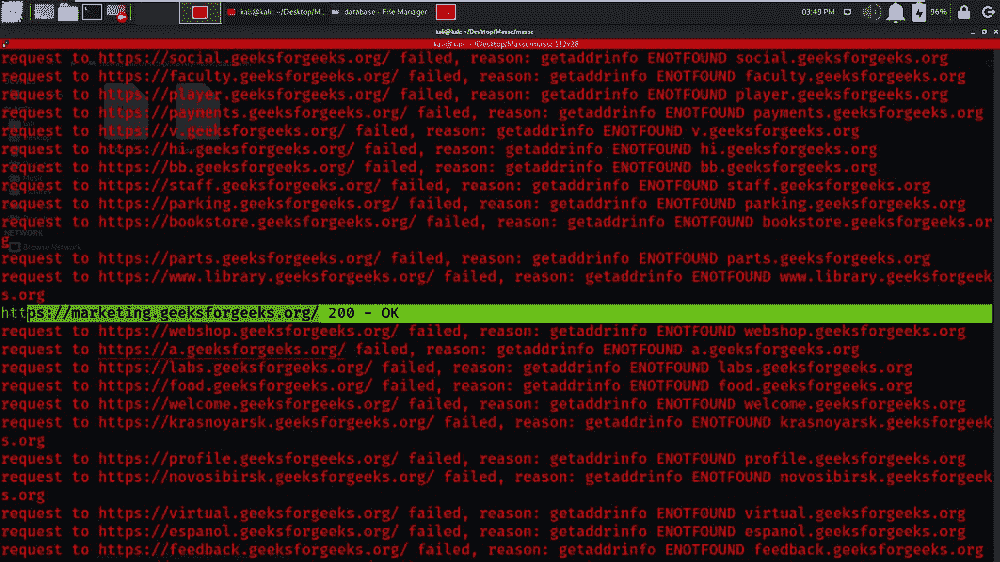 kali@kali: ~/Desktop/M... database - File Manager 03:49 PM 96%
kali@kali: ~/Desktop/Massc/massc
kali@kali: ~/Desktop/Massc/massc 112x38
request to https://social.geeksforgeeks.org/ failed, reason: getaddrinfo ENOTFOUND social.geeksforgeeks.org
request to https://faculty.geeksforgeeks.org/ failed, reason: getaddrinfo ENOTFOUND faculty.geeksforgeeks.org
request to https://player.geeksforgeeks.org/ failed, reason: getaddrinfo ENOTFOUND player.geeksforgeeks.org
request to https://payments.geeksforgeeks.org/ failed, reason: getaddrinfo ENOTFOUND payments.geeksforgeeks.org
request to https://v.geeksforgeeks.org/ failed, reason: getaddrinfo ENOTFOUND v.geeksforgeeks.org
request to https://hi.geeksforgeeks.org/ failed, reason: getaddrinfo ENOTFOUND hi.geeksforgeeks.org
request to https://bb.geeksforgeeks.org/ failed, reason: getaddrinfo ENOTFOUND bb.geeksforgeeks.org
request to https://staff.geeksforgeeks.org/ failed, reason: getaddrinfo ENOTFOUND staff.geeksforgeeks.org
request to https://parking.geeksforgeeks.org/ failed, reason: getaddrinfo ENOTFOUND parking.geeksforgeeks.org
request to https://bookstore.geeksforgeeks.org/ failed, reason: getaddrinfo ENOTFOUND bookstore.geeksforgeeks.or
NETWORK
g
Browse Network
request to https://parts.geeksforgeeks.org/ failed, reason: getaddrinfo ENOTFOUND parts.geeksforgeeks.org
request to https://www.library.geeksforgeeks.org/ failed, reason: getaddrinfo ENOTFOUND www.library.geeksforgeek
s.org
https://marketing.geeksforgeeks.org/ 200 - OK
request to https://webshop.geeksforgeeks.org/ failed, reason: getaddrinfo ENOTFOUND webshop.geeksforgeeks.org
request to https://a.geeksforgeeks.org/ failed, reason: getaddrinfo ENOTFOUND a.geeksforgeeks.org
request to https://labs.geeksforgeeks.org/ failed, reason: getaddrinfo ENOTFOUND labs.geeksforgeeks.org
request to https://food.geeksforgeeks.org/ failed, reason: getaddrinfo ENOTFOUND food.geeksforgeeks.org
request to https://welcome.geeksforgeeks.org/ failed, reason: getaddrinfo ENOTFOUND welcome.geeksforgeeks.org
request to https://krasnoyarsk.geeksforgeeks.org/ failed, reason: getaddrinfo ENOTFOUND krasnoyarsk.geeksforgeek
s.org
request to https://profile.geeksforgeeks.org/ failed, reason: getaddrinfo ENOTFOUND profile.geeksforgeeks.org
request to https://novosibirsk.geeksforgeeks.org/ failed, reason: getaddrinfo ENOTFOUND novosibirsk.geeksforgeek
s.org
request to https://virtual.geeksforgeeks.org/ failed, reason: getaddrinfo ENOTFOUND virtual.geeksforgeeks.org
request to https://espanol.geeksforgeeks.org/ failed, reason: getaddrinfo ENOTFOUND espanol.geeksforgeeks.org
request to https://feedback.geeksforgeeks.org/ failed, reason: getaddrinfo ENOTFOUND feedback.geeksforgeeks.org